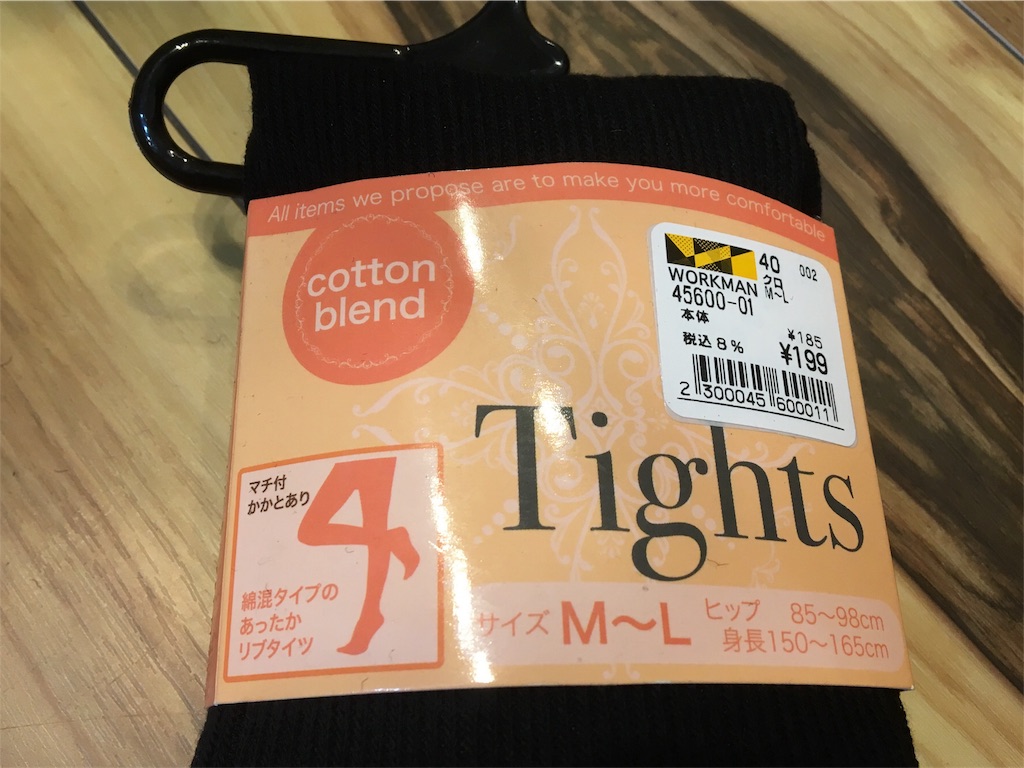 All items we propose are to make you more comfortable
cotton
blend
WORKMAN
40
002
クロ
M~L
45600-01
本体
¥185
税込 8%
¥199
2 300045 600011
Tights
マチ付
かかとあり
綿混タイプの
あったか
リブタイツ
サイズ M～L
ヒップ 85～98cm
身長150～165cm